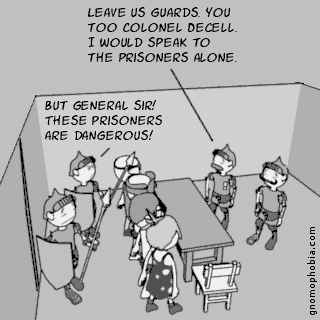 LEAVE US GUARDS. YOU
TOO COLONEL DECELL.
I WOULD SPEAK TO
THE PRISONERS ALONE.
BUT GENERAL SIR!
THESE PRISONERS
ARE DANGEROUS!
gnomophobia.com